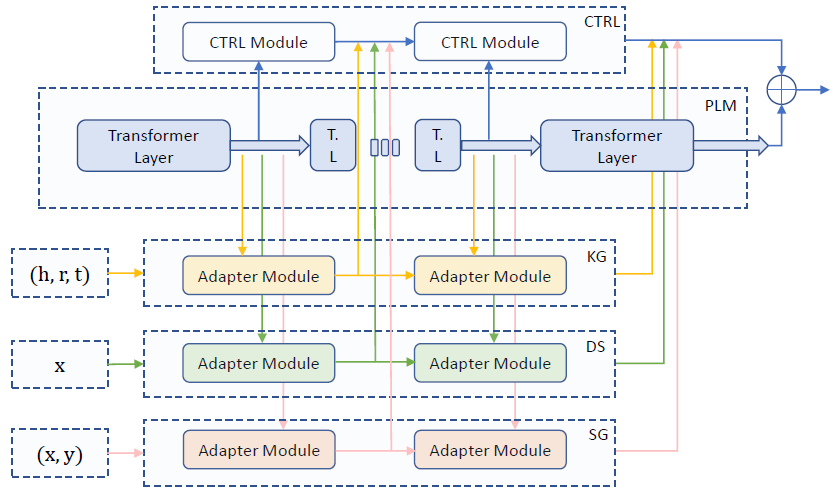 CTRL
CTRL Module
CTRL Module
PLM
Transformer
Layer
T.
L
T.
L
Transformer
Layer
KG
(h, r, t)
Adapter Module
Adapter Module
DS
x
Adapter Module
Adapter Module
SG
(x, y)
Adapter Module
Adapter Module